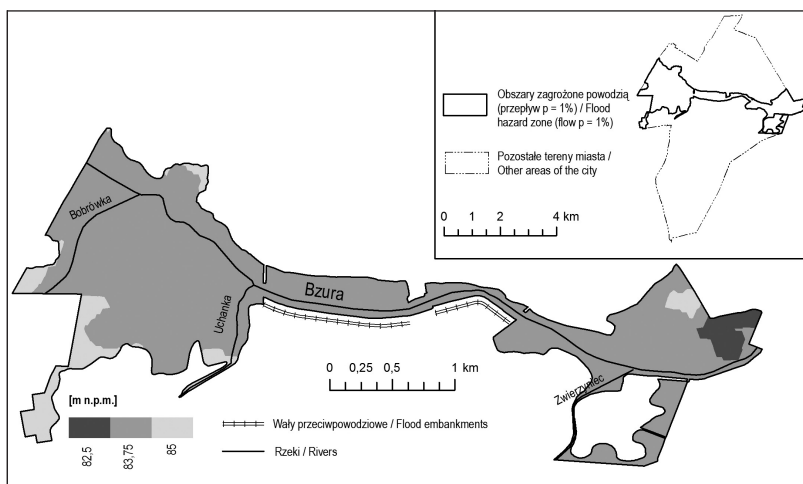 Obszary zagrożone powodzią
(przepływ p = 1%) / Flood
hazard zone (flow p = 1%)
Pozostałe tereny miasta /
Other areas of the city
0 1 2 4 km
Bobrówka
Bzura
Uchanka
Zwierzyniec
0 0,25 0,5 1 km
[m n.p.m.]
82,5
83,75
85
Wały przeciwpowodziowe / Flood embankments
Rzeki / Rivers